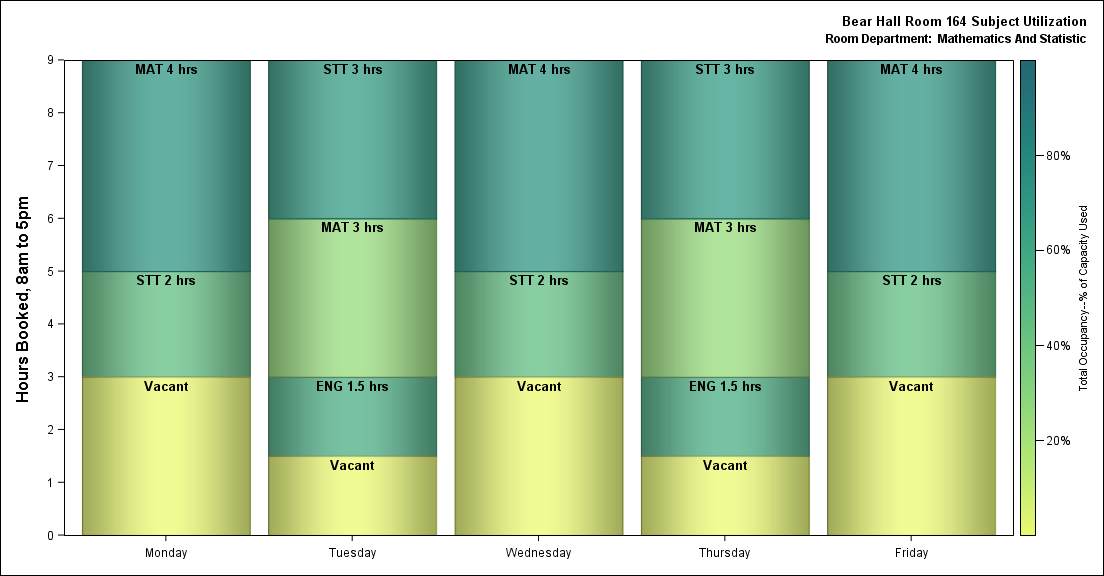 Bear Hall Room 164 Subject Utilization
Room Department: Mathematics And Statistic
Hours Booked, 8am to 5pm
9
8
7
6
5
4
3
2
1
0
MAT 4 hrs
STT 2 hrs
Vacant
STT 3 hrs
MAT 3 hrs
ENG 1.5 hrs
Vacant
MAT 4 hrs
STT 2 hrs
Vacant
STT 3 hrs
MAT 3 hrs
ENG 1.5 hrs
Vacant
MAT 4 hrs
STT 2 hrs
Vacant
Monday
Tuesday
Wednesday
Thursday
Friday
80%
60%
40%
20%
Total Occupancy--% of Capacity Used